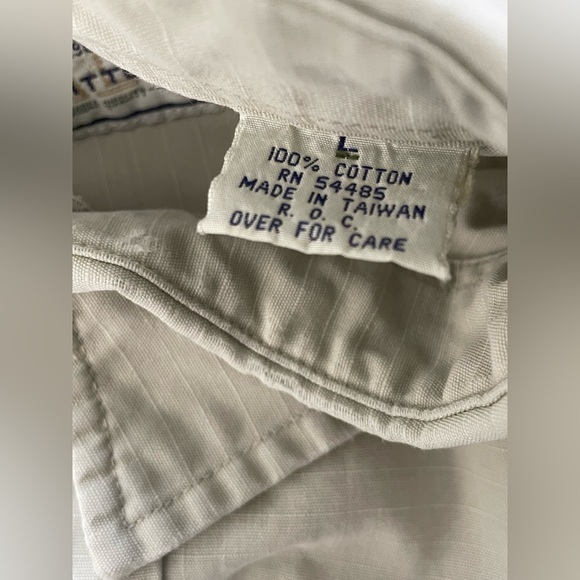 L
100% COTTON
RN 54485
MADE IN TAIWAN
R. O. C.
OVER FOR CARE